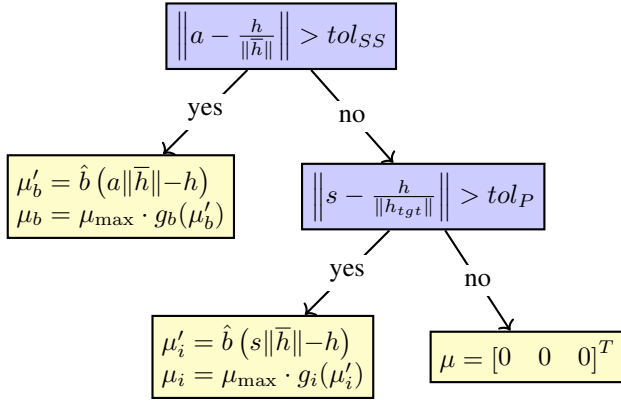 ‖a − h/‖h̅‖‖ > tol_SS
yes
no
μ′_b = b̂ (a‖h̅‖−h)
μ_b = μ_max · g_b(μ′_b)
‖s − h/‖h_tgt‖‖ > tol_P
yes
no
μ′_i = b̂ (s‖h̅‖−h)
μ_i = μ_max · g_i(μ′_i)
μ = [0 0 0]^T